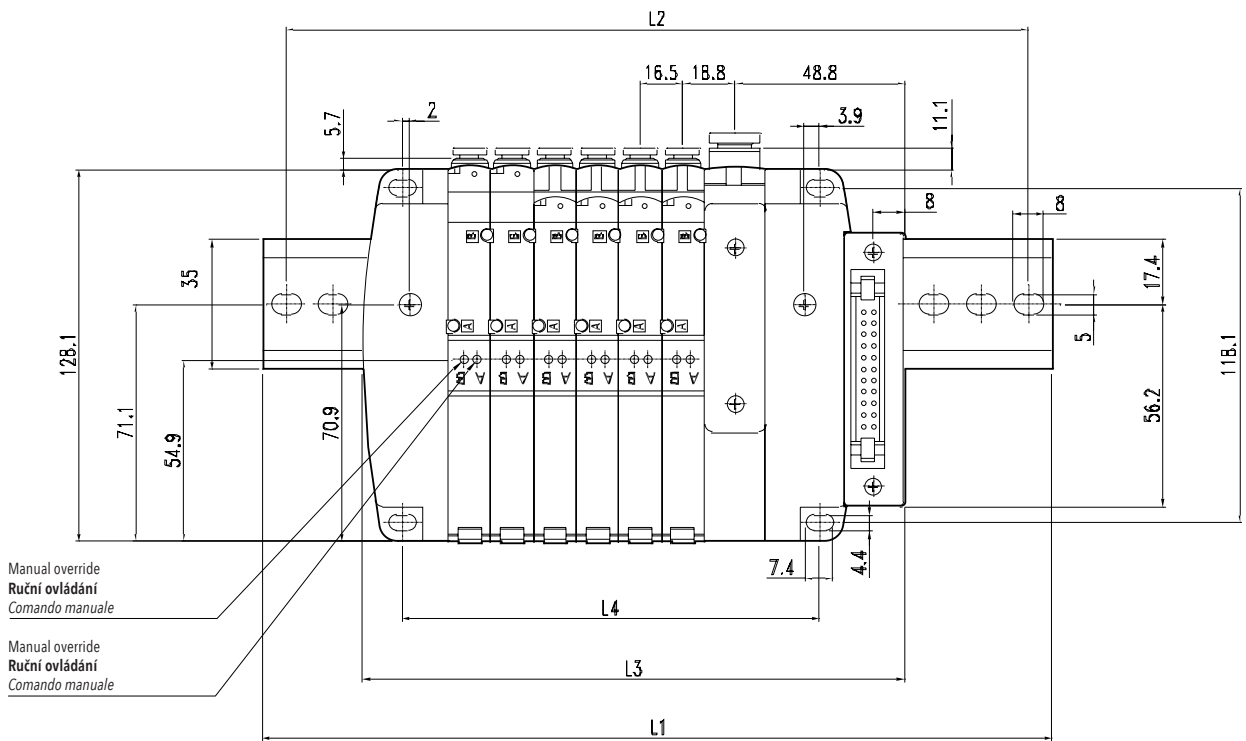 L2
16.5
18.8
48.8
5.7
2
3.9
11.1
8
8
35
17.4
B B B B B B
128.1
71.1
54.9
70.9
A A A A A A
5
118.1
56.2
B A B A B A B A B A B A
7.4
4.4
Manual override
Ruční ovládání
Comando manuale
L4
Manual override
Ruční ovládání
Comando manuale
L3
L1